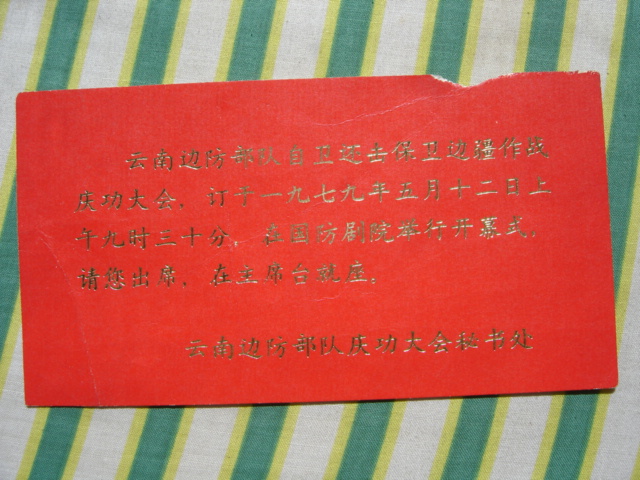 云南边防部队自卫还击保卫边疆作战
庆功大会，订于一九七九年五月十二日上
午九时三十分，在国防剧院举行开幕式。
请您出席，在主席台就座。
云南边防部队庆功大会秘书处